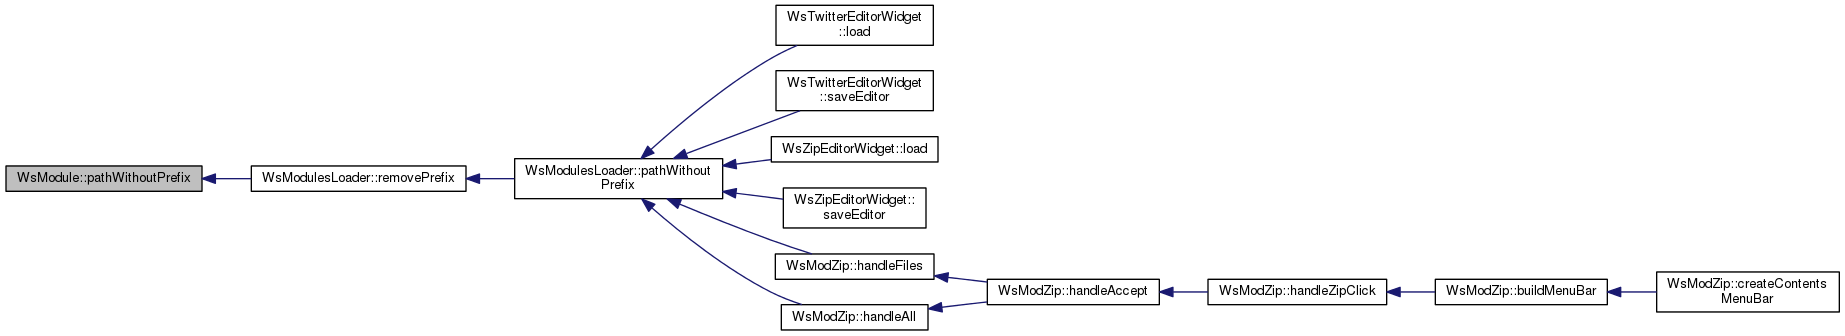 WsModule::pathWithoutPrefix
WsModulesLoader::removePrefix
WsModulesLoader::pathWithout
Prefix
WsTwitterEditorWidget
::load
WsTwitterEditorWidget
::saveEditor
WsZipEditorWidget::load
WsZipEditorWidget::
saveEditor
WsModZip::handleFiles
WsModZip::handleAll
WsModZip::handleAccept
WsModZip::handleZipClick
WsModZip::buildMenuBar
WsModZip::createContents
MenuBar